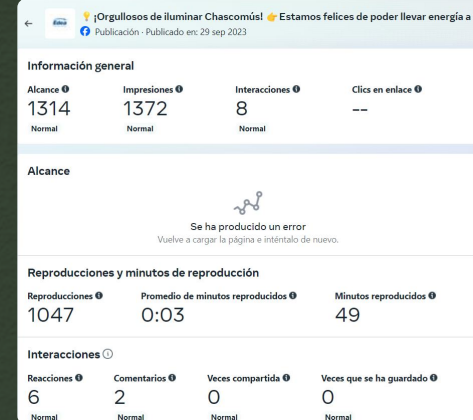 💡 ¡Orgullosos de iluminar Chascomús! 👉 Estamos felices de poder llevar energía a
Publicación · Publicado en: 29 sep 2023
Información general
Alcance Impresiones Interacciones Clics en enlace
1314 1372 8 --
Normal Normal Normal
Alcance
Se ha producido un error
Vuelve a cargar la página e inténtalo de nuevo.
Reproducciones y minutos de reproducción
Reproducciones Promedio de minutos reproducidos Minutos reproducidos
1047 0:03 49
Interacciones
Reacciones Comentarios Veces compartida Veces que se ha guardado
6 2 0 0
Normal Normal Normal Normal